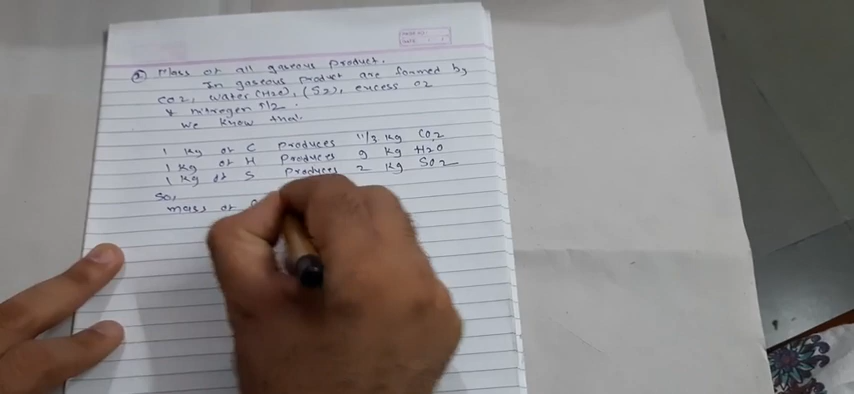 ② Mass of all gaseous product.
In gaseous product are formed by
CO2, water (H2O), (S2), excess O2
& nitrogen
We know that.
1 kg of C produces 11/3 kg CO2
1 kg of H produces 9 kg H2O
1 kg of S produces 2 kg SO2
So,
mass of